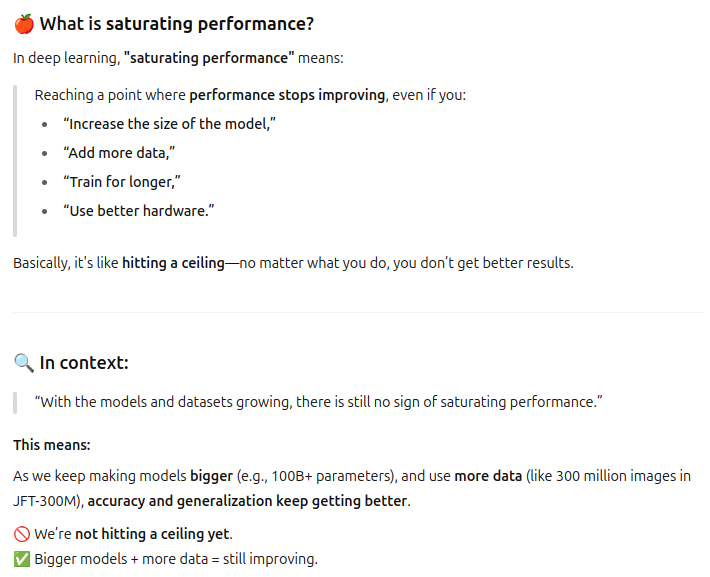 🍎 What is saturating performance?
In deep learning, "saturating performance" means:
Reaching a point where performance stops improving, even if you:
• “Increase the size of the model,”
• “Add more data,”
• “Train for longer,”
• “Use better hardware.”
Basically, it's like hitting a ceiling—no matter what you do, you don’t get better results.
🔍 In context:
“With the models and datasets growing, there is still no sign of saturating performance.”
This means:
As we keep making models bigger (e.g., 100B+ parameters), and use more data (like 300 million images in
JFT-300M), accuracy and generalization keep getting better.
🚫 We’re not hitting a ceiling yet.
✅ Bigger models + more data = still improving.